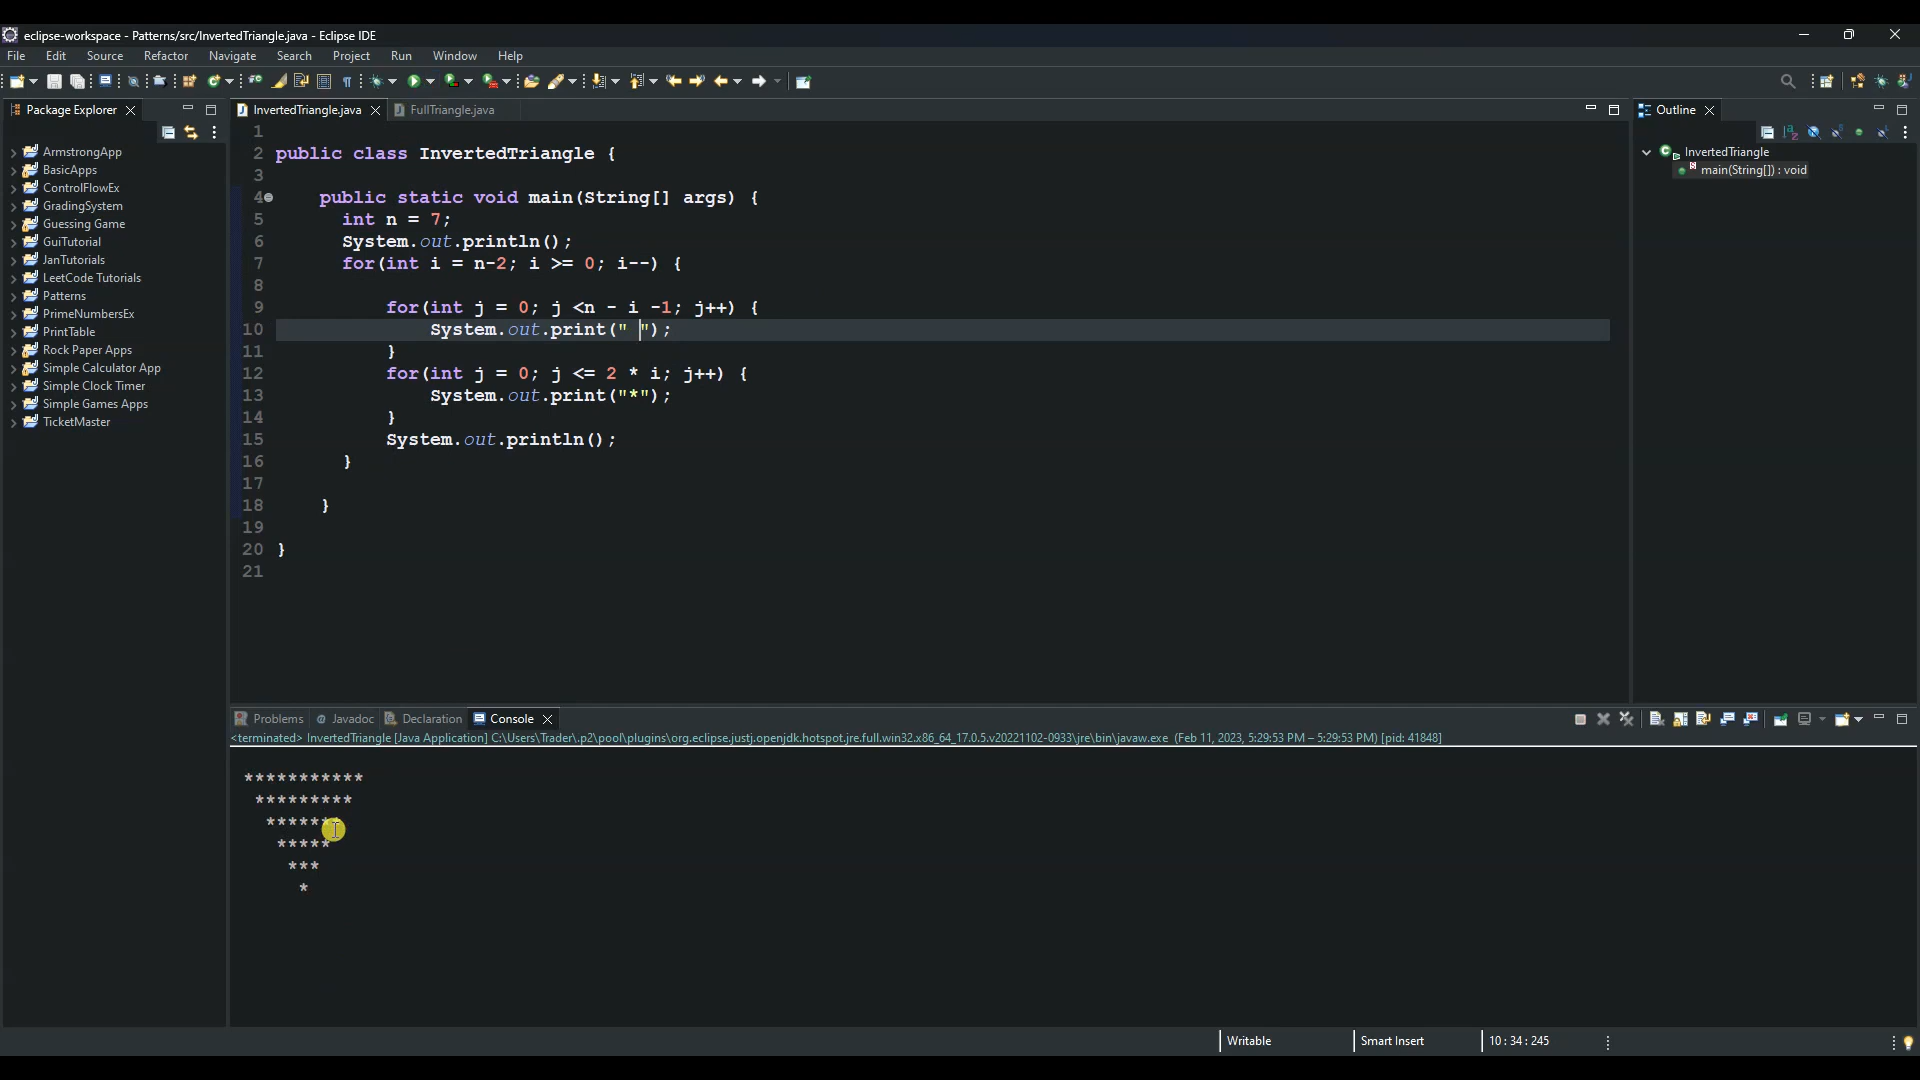 eclipse-workspace - Patterns/src/InvertedTriangle.java - Eclipse IDE
File Edit Source Refactor Navigate Search Project Run Window Help
Package Explorer
ArmstrongApp
BasicApps
ControlFlowEx
GradingSystem
Guessing Game
GuiTutorial
JanTutorials
LeetCode Tutorials
Patterns
PrimeNumbersEx
PrintTable
Rock Paper Apps
Simple Calculator App
Simple Clock Timer
Simple Games Apps
TicketMaster
InvertedTriangle.java FullTriangle.java
1
2 public class InvertedTriangle {
3
4 public static void main(String[] args) {
5 int n = 7;
6 System.out.println();
7 for(int i = n-2; i >= 0; i--) {
8
9 for(int j = 0; j <n - i -1; j++) {
10 System.out.print(" ");
11 }
12 for(int j = 0; j <= 2 * i; j++) {
13 System.out.print("*");
14 }
15 System.out.println();
16 }
17
18 }
19
20 }
21
Outline
InvertedTriangle
main(String[]) : void
Problems Javadoc Declaration Console
<terminated> InvertedTriangle [Java Application] C:\Users\Trader\.p2\pool\plugins\org.eclipse.justj.openjdk.hotspot.jre.full.win32.x86_64_17.0.5.v20221102-0933\jre\bin\javaw.exe (Feb 11, 2023, 5:29:53 PM – 5:29:53 PM) [pid: 41848]
***********
*********
*******
*****
***
*
Writable Smart Insert 10 : 34 : 245